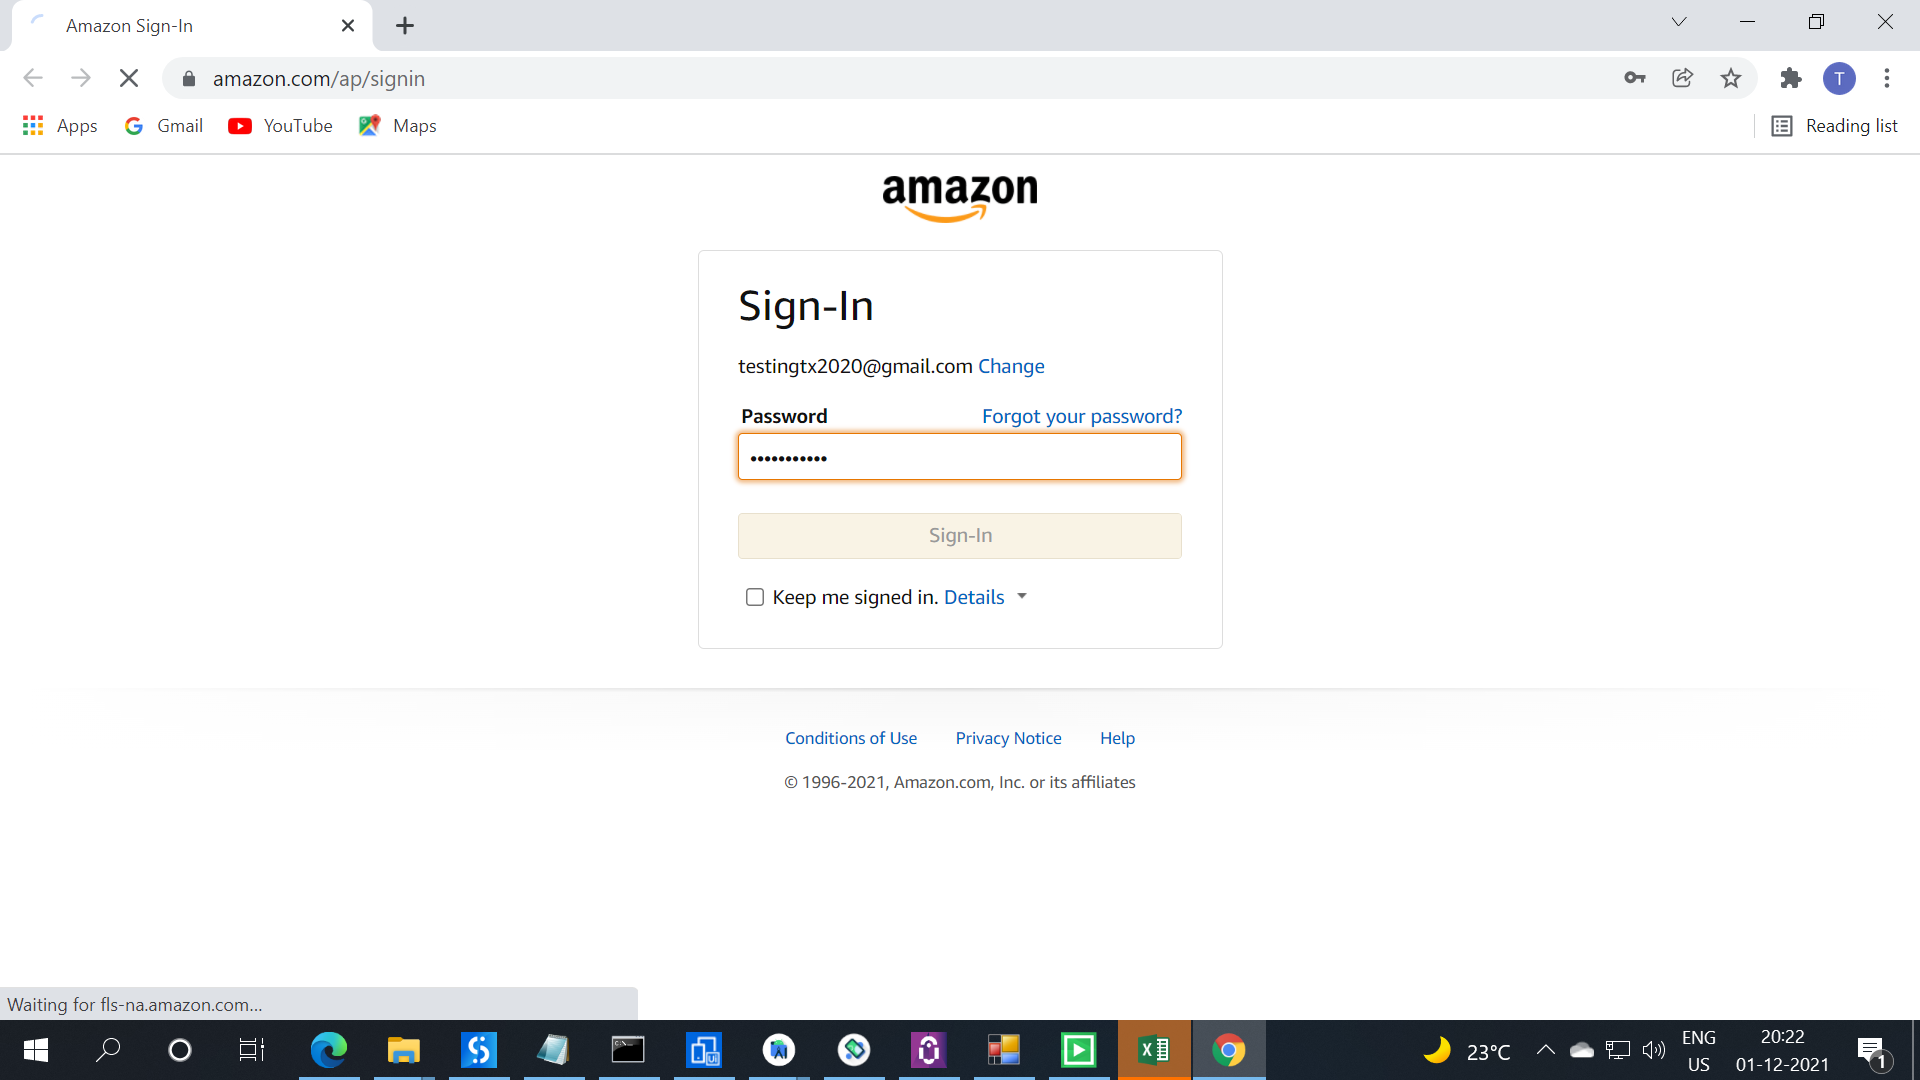 Amazon Sign-In
amazon.com/ap/signin
T
Apps
Gmail
YouTube
Maps
Reading list
amazon
Sign-In
testingtx2020@gmail.com Change
Password Forgot your password?
•••••••••••
Sign-In
Keep me signed in. Details
Conditions of Use Privacy Notice Help
© 1996-2021, Amazon.com, Inc. or its affiliates
Waiting for fls-na.amazon.com...
23°C
ENG
US
20:22
01-12-2021
1